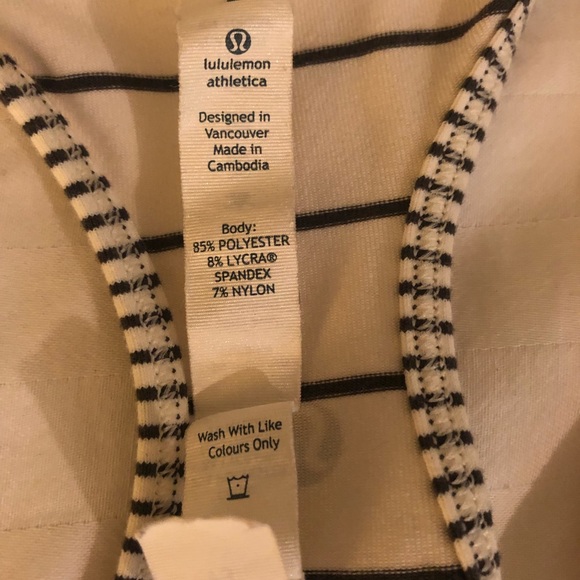 lululemon
athletica
Designed in
Vancouver
Made in
Cambodia
Body:
85% POLYESTER
8% LYCRA®
SPANDEX
7% NYLON
Wash With Like
Colours Only